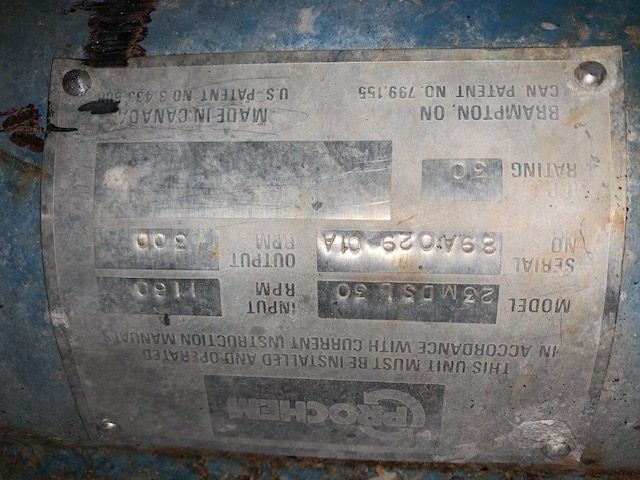 PROCHEM
THIS UNIT MUST BE INSTALLED AND OPERATED
IN ACCORDANCE WITH CURRENT INSTRUCTION MANUALS
MODEL 23MDSL30 INPUT RPM 1160
SERIAL NO 89A029-01A OUTPUT RPM 300
RATING 30
BRAMPTON, ON MADE IN CANADA
CAN. PATENT NO. 799,155 U.S. PATENT NO.